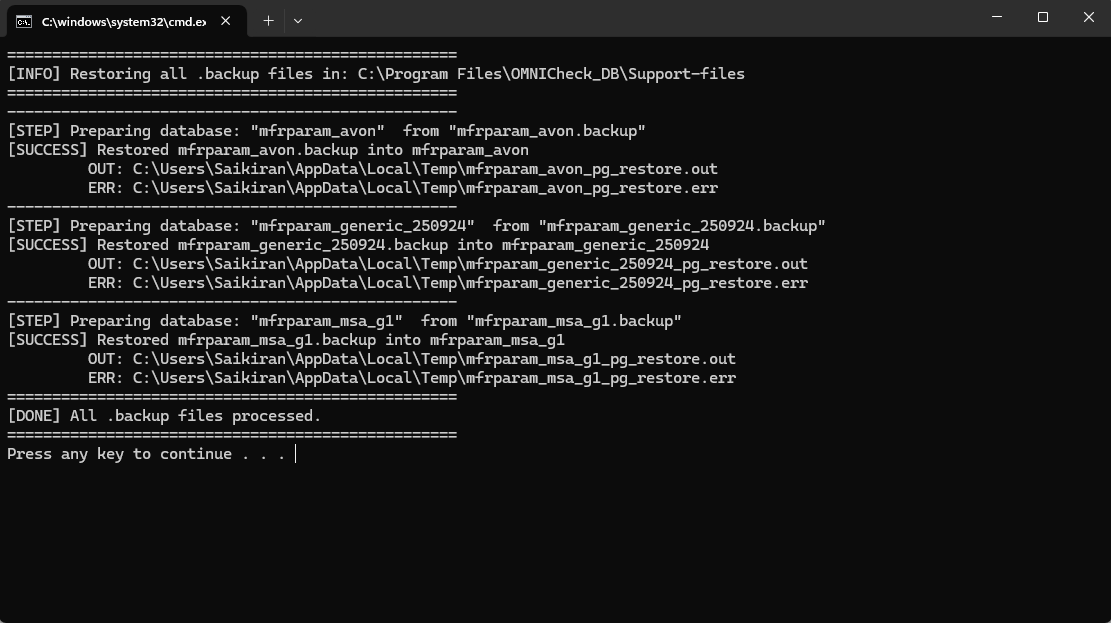 C:\windows\system32\cmd.ex
==================================================
[INFO] Restoring all .backup files in: C:\Program Files\OMNICheck_DB\Support-files
==================================================
--------------------------------------------------
[STEP] Preparing database: "mfrparam_avon"  from "mfrparam_avon.backup"
[SUCCESS] Restored mfrparam_avon.backup into mfrparam_avon
         OUT: C:\Users\Saikiran\AppData\Local\Temp\mfrparam_avon_pg_restore.out
         ERR: C:\Users\Saikiran\AppData\Local\Temp\mfrparam_avon_pg_restore.err
--------------------------------------------------
[STEP] Preparing database: "mfrparam_generic_250924"  from "mfrparam_generic_250924.backup"
[SUCCESS] Restored mfrparam_generic_250924.backup into mfrparam_generic_250924
         OUT: C:\Users\Saikiran\AppData\Local\Temp\mfrparam_generic_250924_pg_restore.out
         ERR: C:\Users\Saikiran\AppData\Local\Temp\mfrparam_generic_250924_pg_restore.err
--------------------------------------------------
[STEP] Preparing database: "mfrparam_msa_g1"  from "mfrparam_msa_g1.backup"
[SUCCESS] Restored mfrparam_msa_g1.backup into mfrparam_msa_g1
         OUT: C:\Users\Saikiran\AppData\Local\Temp\mfrparam_msa_g1_pg_restore.out
         ERR: C:\Users\Saikiran\AppData\Local\Temp\mfrparam_msa_g1_pg_restore.err
==================================================
[DONE] All .backup files processed.
==================================================
Press any key to continue . . .